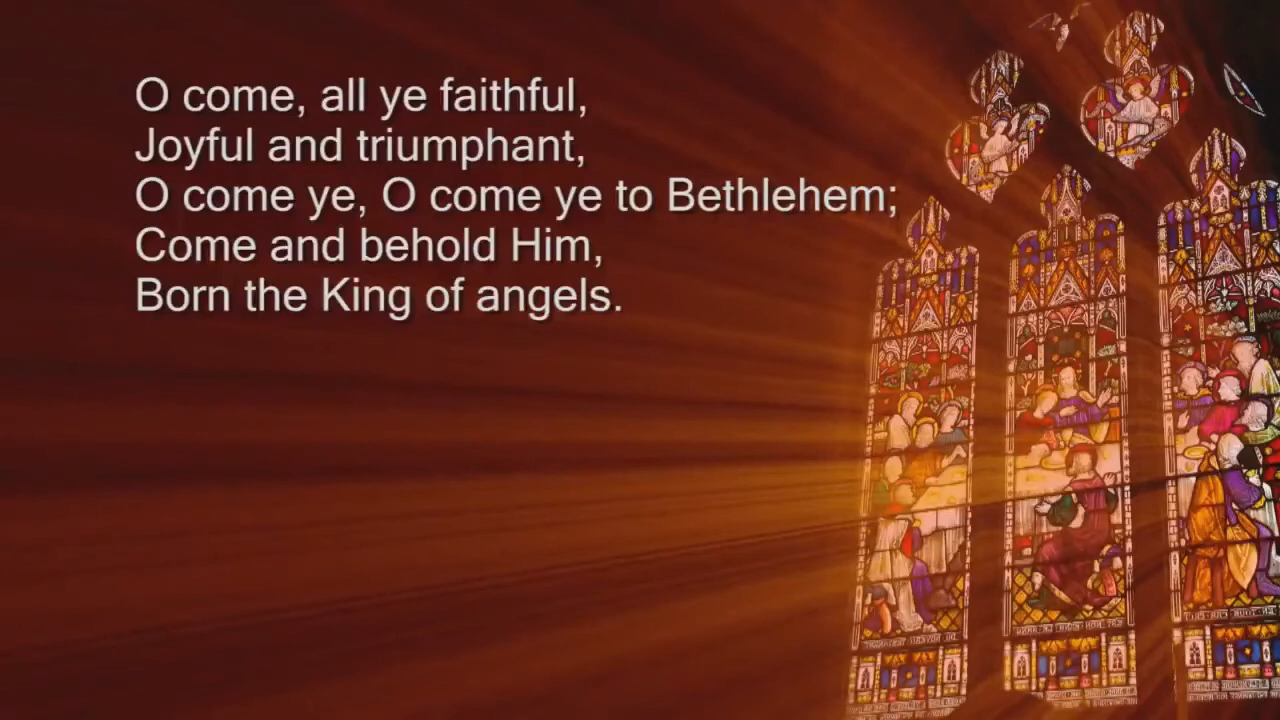 O come, all ye faithful,
Joyful and triumphant,
O come ye, O come ye to Bethlehem;
Come and behold Him,
Born the King of angels.